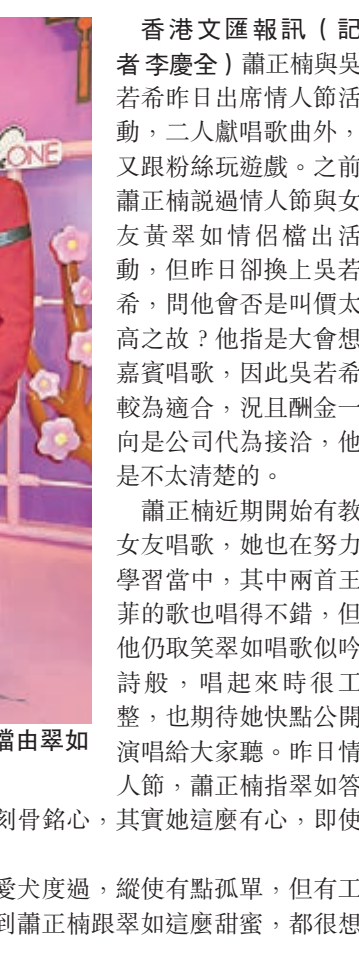 ONE
香港文匯報訊（記
者 李慶全）蕭正楠與吳
若希昨日出席情人節活
動，二人獻唱歌曲外，
又跟粉絲玩遊戲。之前
蕭正楠説過情人節與女
友黃翠如情侶檔出活
動，但昨日卻換上吳若
希，問他會否是叫價太
高之故？他指是大會想
嘉賓唱歌，因此吳若希
較為適合，況且酬金一
向是公司代為接洽，他
是不太清楚的。
蕭正楠近期開始有教
女友唱歌，她也在努力
學習當中，其中兩首王
菲的歌也唱得不錯，但
他仍取笑翠如唱歌似吟
詩般，唱起來時很工
整，也期待她快點公開
演唱給大家聽。昨日情
人節，蕭正楠指翠如答
檔由翠如
刻骨銘心，其實她這麼有心，即使
愛犬度過，縱使有點孤單，但有工
到蕭正楠跟翠如這麼甜蜜，都很想